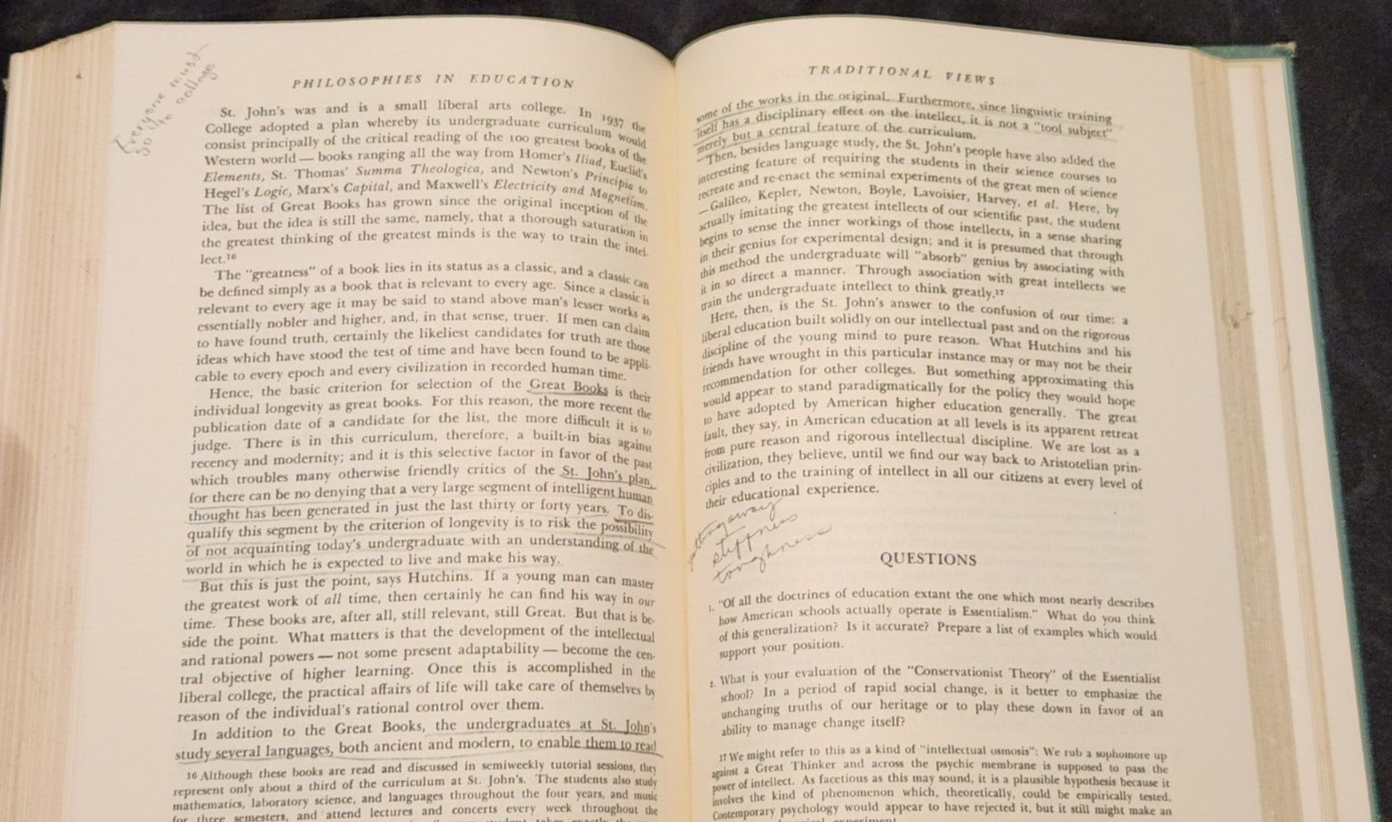 Everyone must
go to college
PHILOSOPHIES IN EDUCATION
St. John's was and is a small liberal arts college. In 1937 the
College adopted a plan whereby its undergraduate curriculum would
consist principally of the critical reading of the 100 greatest books of the
Western world — books ranging all the way from Homer's Iliad, Euclid's
Elements, St. Thomas' Summa Theologica, and Newton's Principia to
Hegel's Logic, Marx's Capital, and Maxwell's Electricity and Magnetism.
The list of Great Books has grown since the original inception of the
idea, but the idea is still the same, namely, that a thorough saturation in
the greatest thinking of the greatest minds is the way to train the intel-
lect.16
The "greatness" of a book lies in its status as a classic, and a classic can
be defined simply as a book that is relevant to every age. Since a classic is
relevant to every age it may be said to stand above man's lesser works as
essentially nobler and higher, and, in that sense, truer. If men can claim
to have found truth, certainly the likeliest candidates for truth are those
ideas which have stood the test of time and have been found to be appli-
cable to every epoch and every civilization in recorded human time.
Hence, the basic criterion for selection of the Great Books is their
individual longevity as great books. For this reason, the more recent the
publication date of a candidate for the list, the more difficult it is to
judge. There is in this curriculum, therefore, a built-in bias against
recency and modernity; and it is this selective factor in favor of the past
which troubles many otherwise friendly critics of the St. John's plan,
for there can be no denying that a very large segment of intelligent human
thought has been generated in just the last thirty or forty years. To dis-
qualify this segment by the criterion of longevity is to risk the possibility
of not acquainting today's undergraduate with an understanding of the
world in which he is expected to live and make his way.
But this is just the point, says Hutchins. If a young man can master
the greatest work of all time, then certainly he can find his way in our
time. These books are, after all, still relevant, still Great. But that is be-
side the point. What matters is that the development of the intellectual
and rational powers — not some present adaptability — become the cen-
tral objective of higher learning. Once this is accomplished in the
liberal college, the practical affairs of life will take care of themselves by
reason of the individual's rational control over them.
In addition to the Great Books, the undergraduates at St. John's
study several languages, both ancient and modern, to enable them to read
16 Although these books are read and discussed in semiweekly tutorial sessions, they
represent only about a third of the curriculum at St. John's. The students also study
mathematics, laboratory science, and languages throughout the four years, and music
for three semesters, and attend lectures and concerts every week throughout the
TRADITIONAL VIEWS
some of the works in the original. Furthermore, since linguistic training
itself has a disciplinary effect on the intellect, it is not a "tool subject"
merely but a central feature of the curriculum.
Then, besides language study, the St. John's people have also added the
interesting feature of requiring the students in their science courses to
recreate and re-enact the seminal experiments of the great men of science
— Galileo, Kepler, Newton, Boyle, Lavoisier, Harvey, et al. Here, by
actually imitating the greatest intellects of our scientific past, the student
begins to sense the inner workings of those intellects, in a sense sharing
in their genius for experimental design; and it is presumed that through
this method the undergraduate will "absorb" genius by associating with
it in so direct a manner. Through association with great intellects we
train the undergraduate intellect to think greatly.17
Here, then, is the St. John's answer to the confusion of our time: a
liberal education built solidly on our intellectual past and on the rigorous
discipline of the young mind to pure reason. What Hutchins and his
friends have wrought in this particular instance may or may not be their
recommendation for other colleges. But something approximating this
would appear to stand paradigmatically for the policy they would hope
to have adopted by American higher education generally. The great
fault, they say, in American education at all levels is its apparent retreat
from pure reason and rigorous intellectual discipline. We are lost as a
civilization, they believe, until we find our way back to Aristotelian prin-
ciples and to the training of intellect in all our citizens at every level of
their educational experience.
stiffness
toughness
QUESTIONS
1. "Of all the doctrines of education extant the one which most nearly describes
how American schools actually operate is Essentialism." What do you think
of this generalization? Is it accurate? Prepare a list of examples which would
support your position.
2. What is your evaluation of the "Conservationist Theory" of the Essentialist
school? In a period of rapid social change, is it better to emphasize the
unchanging truths of our heritage or to play these down in favor of an
ability to manage change itself?
17 We might refer to this as a kind of "intellectual osmosis": We rub a sophomore up
against a Great Thinker and across the psychic membrane is supposed to pass the
power of intellect. As facetious as this may sound, it is a plausible hypothesis because it
involves the kind of phenomenon which, theoretically, could be empirically tested.
Contemporary psychology would appear to have rejected it, but it still might make an